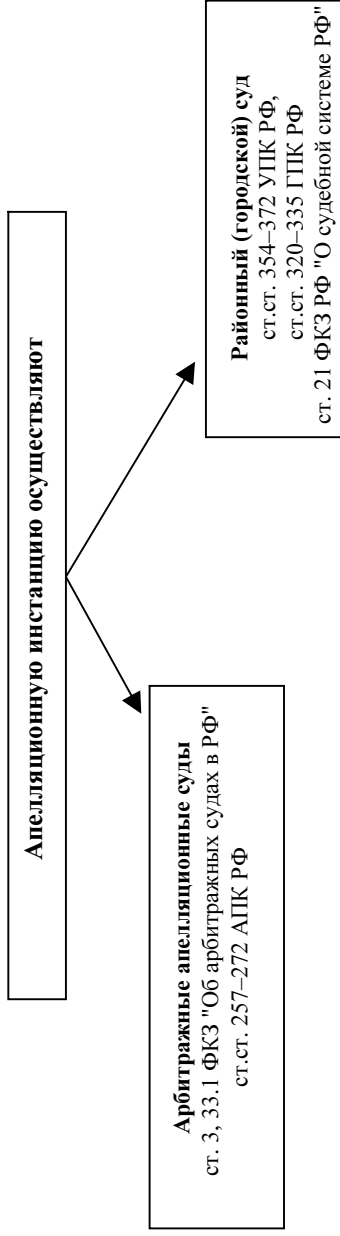 Апелляционную инстанцию осуществляют
Арбитражные апелляционные суды
ст. 3, 33.1 ФКЗ "Об арбитражных судах в РФ"
ст.ст. 257–272 АПК РФ
Районный (городской) суд
ст.ст. 354–372 УПК РФ,
ст.ст. 320–335 ГПК РФ
ст. 21 ФКЗ РФ "О судебной системе РФ"